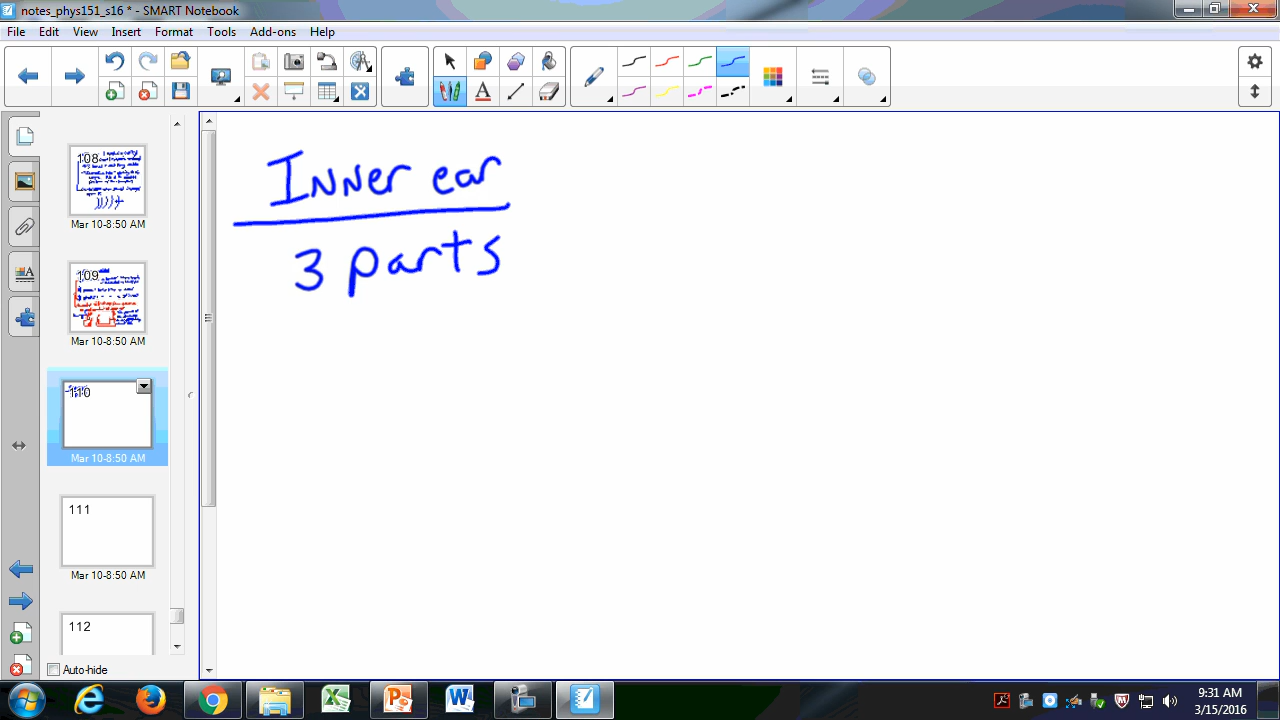 notes_phys151_s16 * - SMART Notebook
File Edit View Insert Format Tools Add-ons Help
108
Mar 10-8:50 AM
109
Mar 10-8:50 AM
110
Mar 10-8:50 AM
111
Mar 10-8:50 AM
112
Auto-hide
Inner ear
3 parts
9:31 AM
3/15/2016